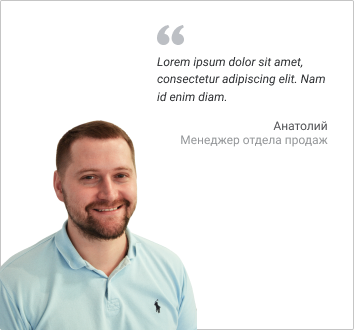 Lorem ipsum dolor sit amet,
consectetur adipiscing elit. Nam
id enim diam.
Анатолий
Менеджер отдела продаж